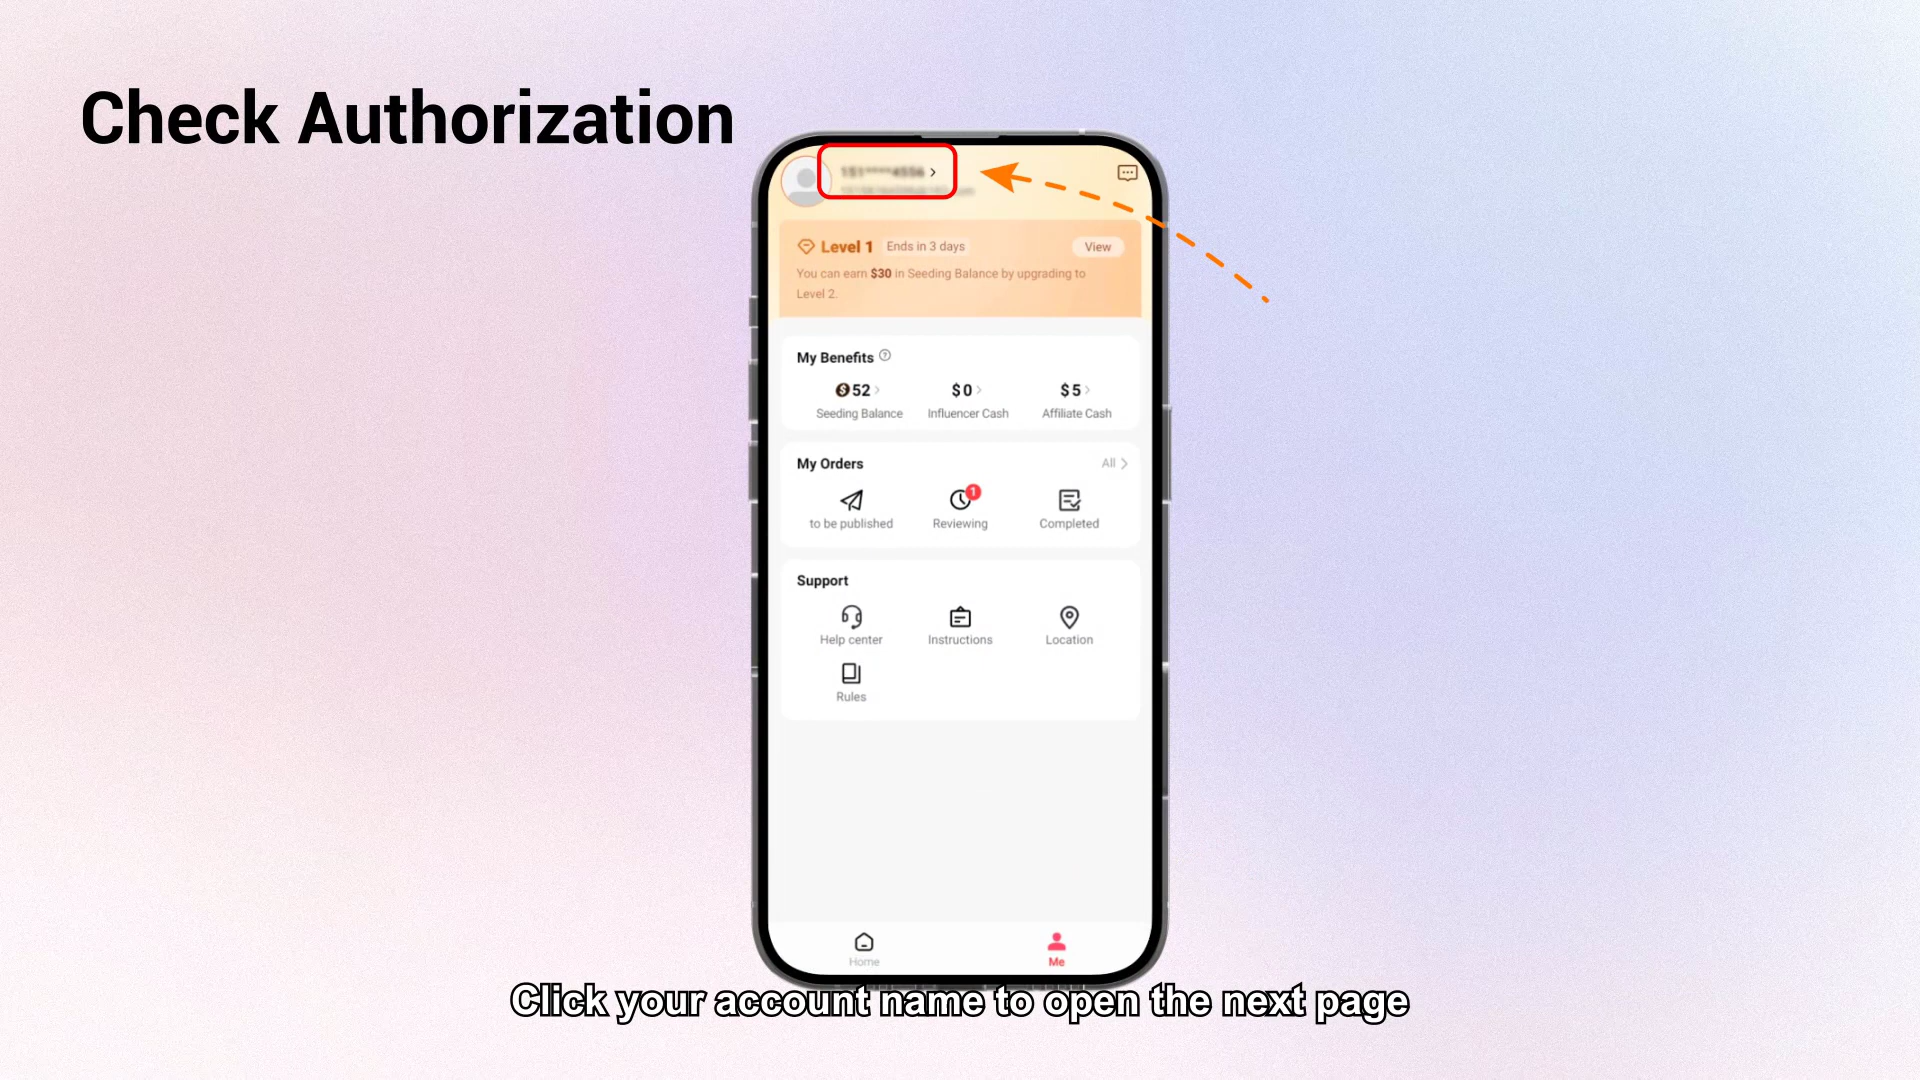 Check Authorization
151****4556
Level 1 Ends in 3 days View
You can earn $30 in Seeding Balance by upgrading to
Level 2.
My Benefits
52 $0 $5
Seeding Balance Influencer Cash Affiliate Cash
My Orders All
1
to be published Reviewing Completed
Support
Help center Instructions Location
Rules
Home Me
Click your account name to open the next page